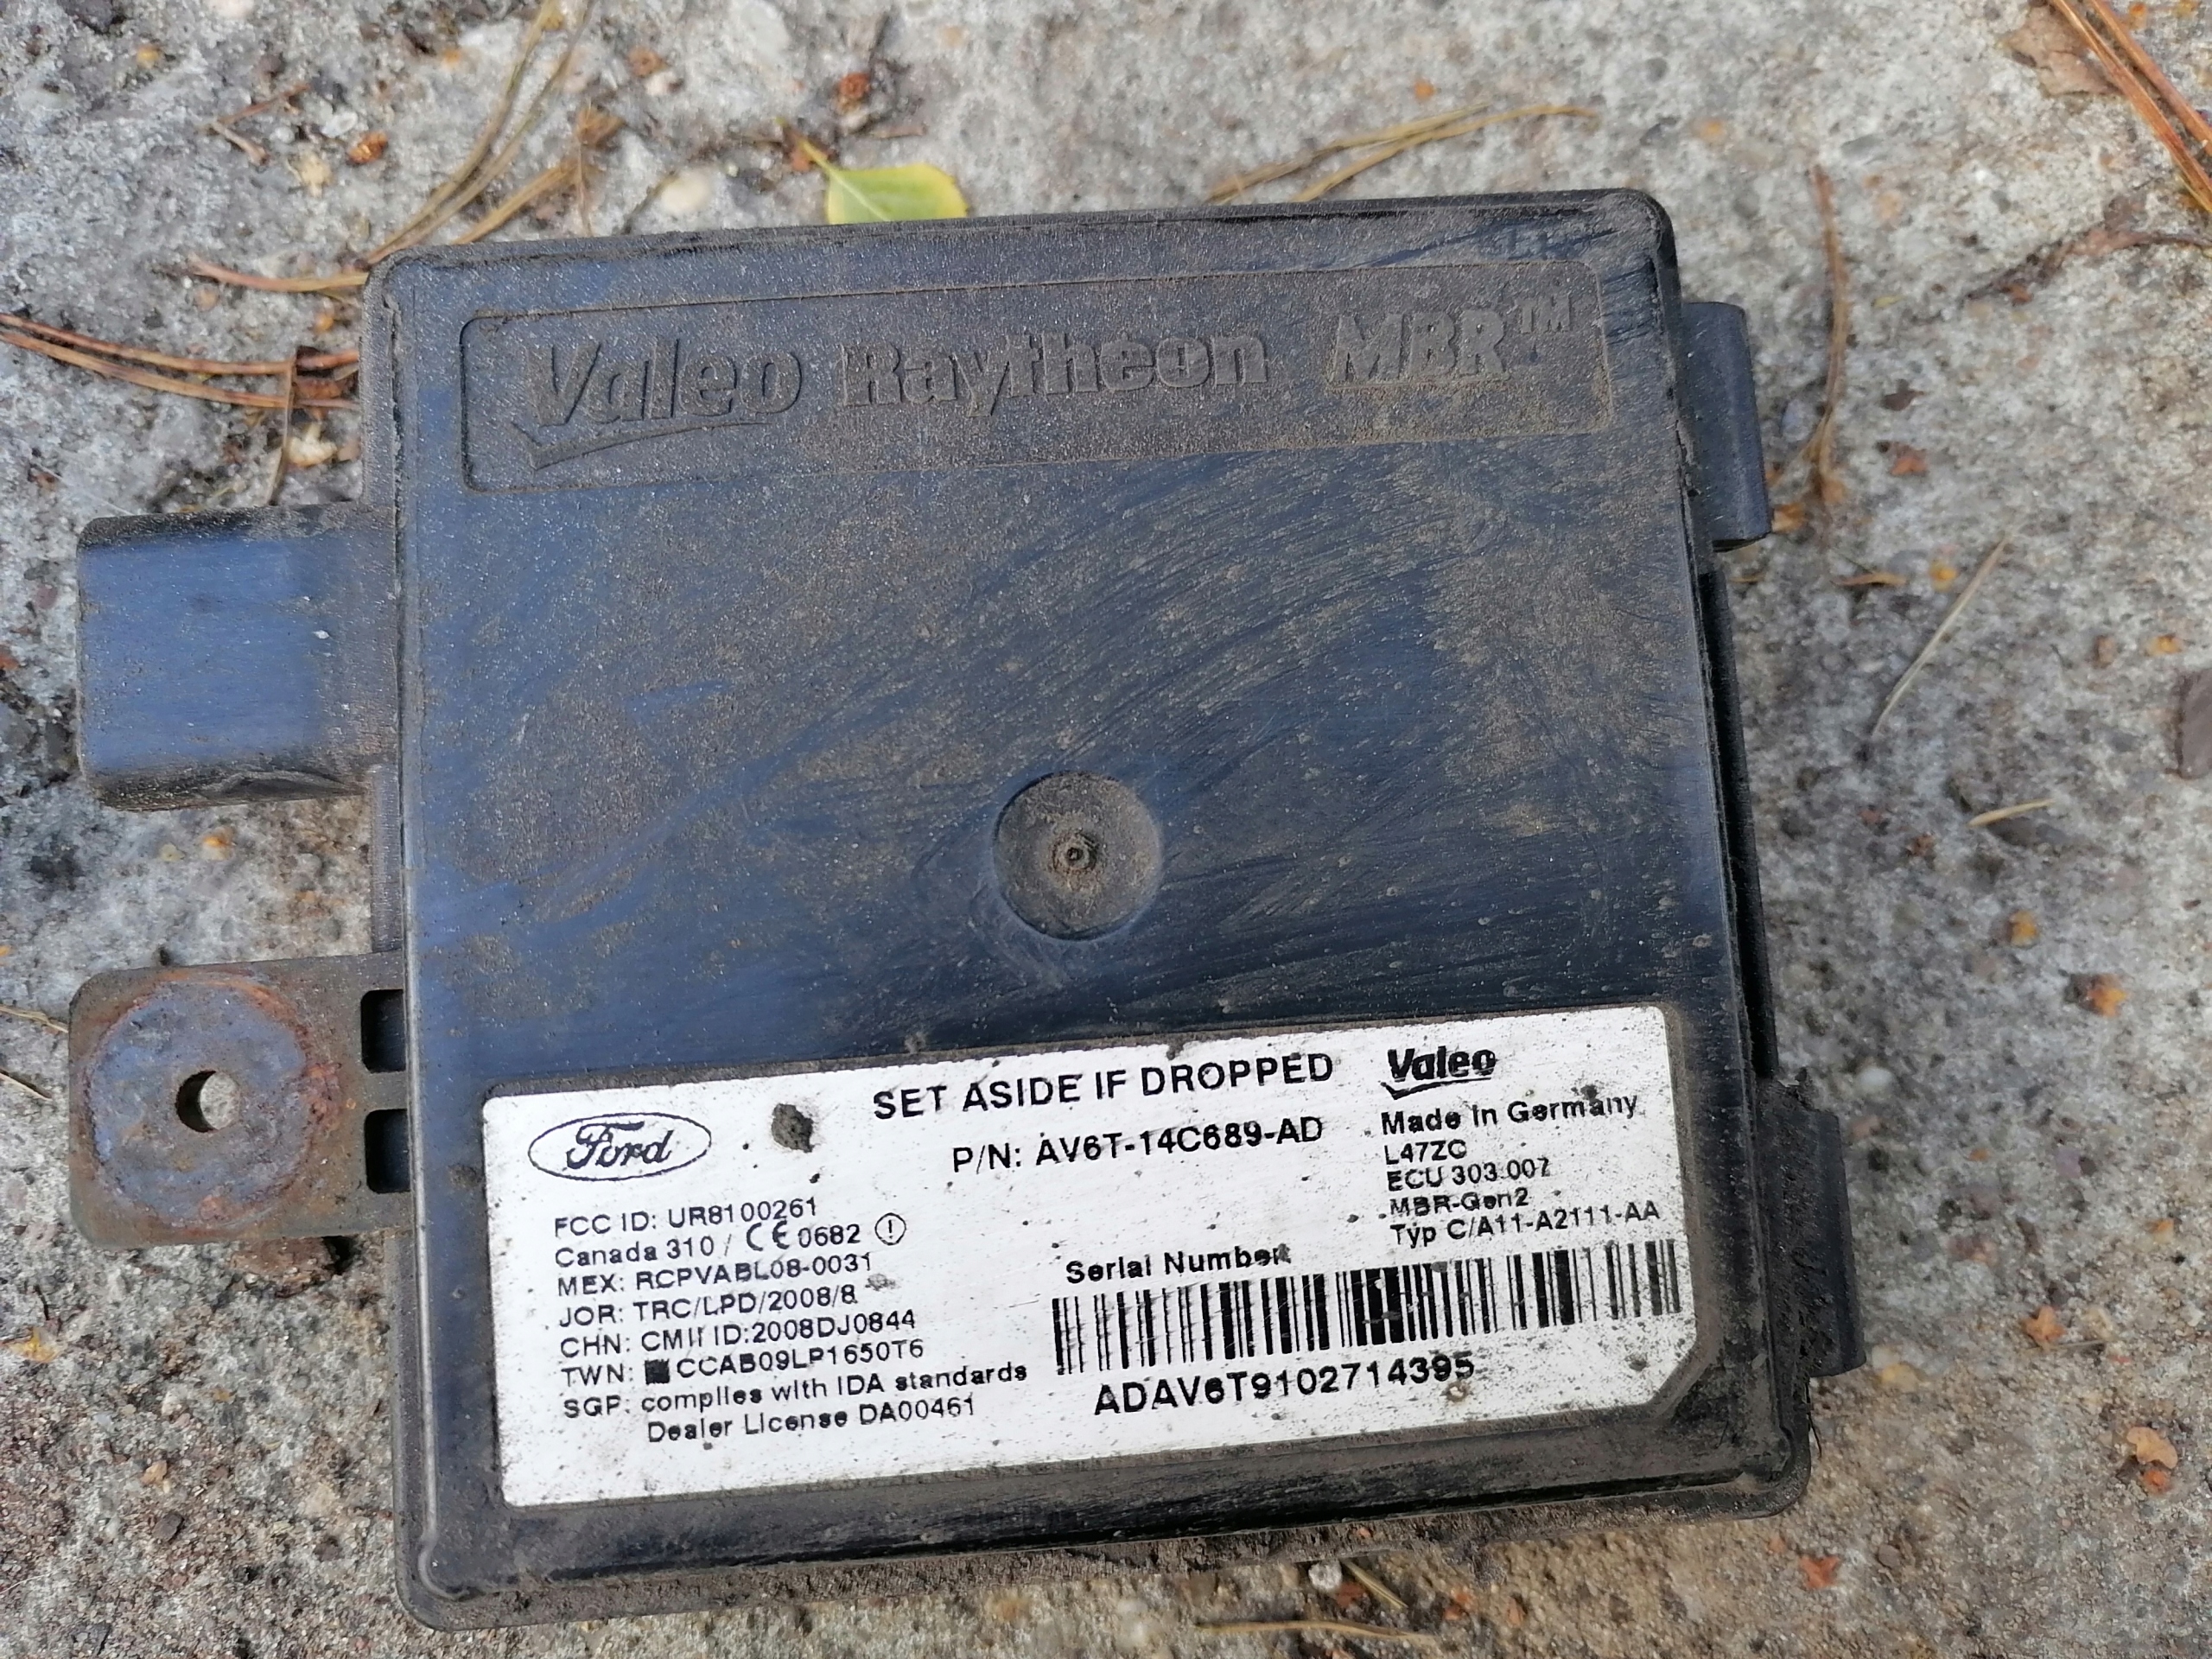 Valeo Raytheon MBR™
SET ASIDE IF DROPPED
Valeo
Ford
P/N: AV6T-14C689-AD
Made in Germany
L47ZC
ECU 303.007
MBR-Gen2
Typ C/A11-A2111-AA
FCC ID: UR8100261
Canada 310 / CE 0682
MEX: RCPVABL08-0031
JOR: TRC/LPD/2008/8
CHN: CMII ID:2008DJ0844
TWN: CCAB09LP1650T6
SGP: complies with IDA standards
Dealer License DA00461
Serial Number:
ADAV6T9102714395